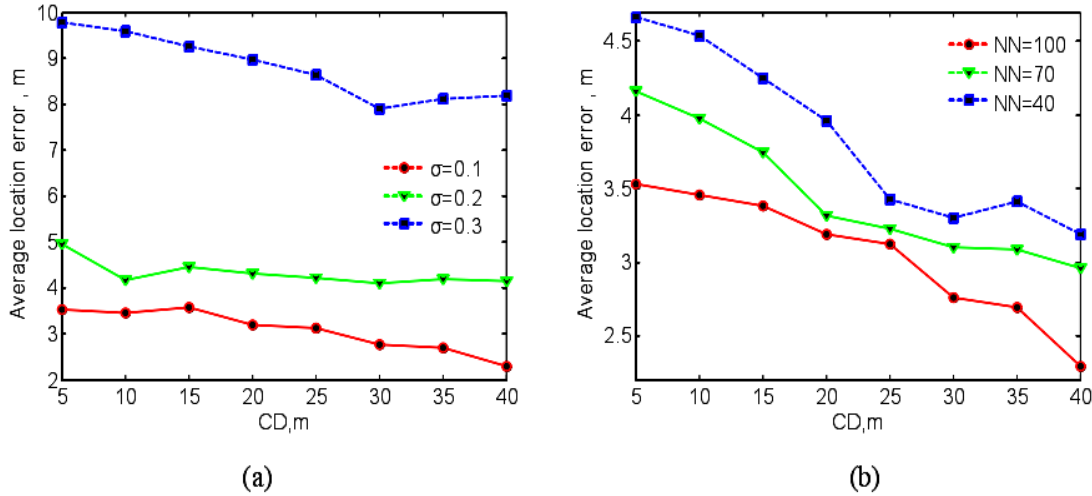 10
9
8
7
6
5
4
3
2
Average location error , m
σ=0.1
σ=0.2
σ=0.3
5 10 15 20 25 30 35 40
CD,m
(a)
4.5
4
3.5
3
2.5
Average location error, m
NN=100
NN=70
NN=40
5 10 15 20 25 30 35 40
CD,m
(b)